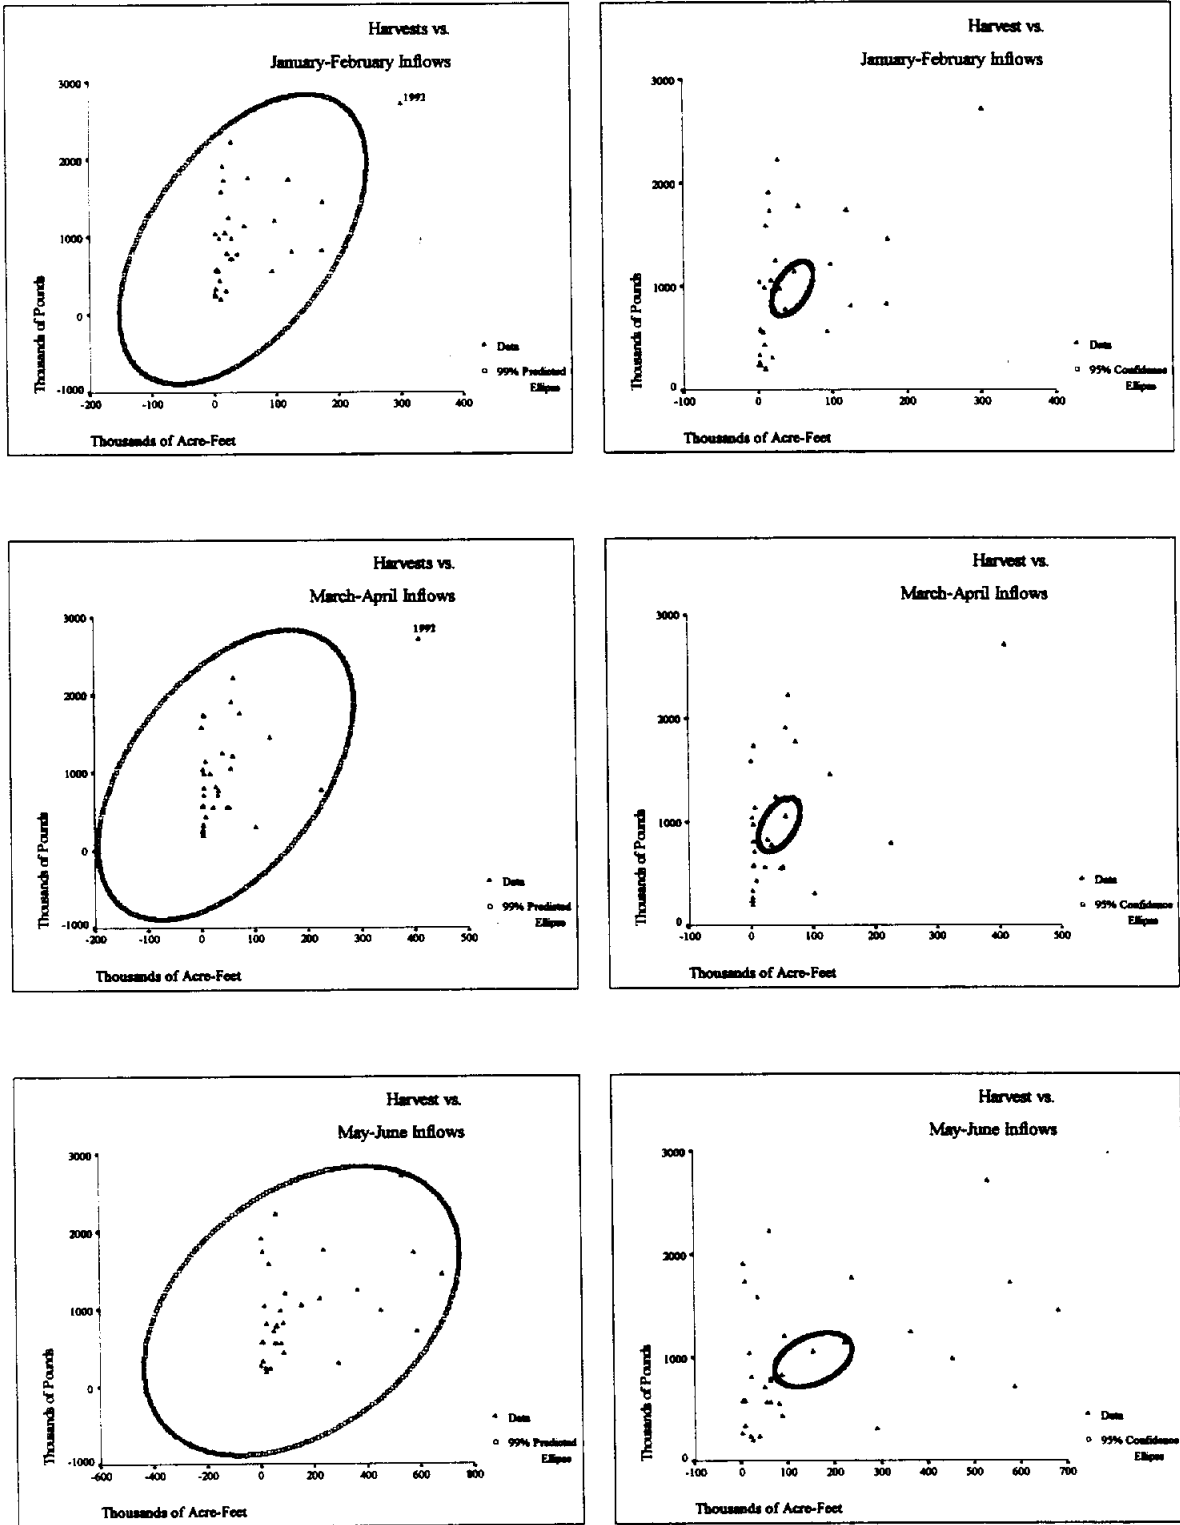 Harvests vs.
January-February Inflows
3000
1992
2000
1000
0
-1000
Thousands of Pounds
Data
99% Predicted
Ellipse
-200 -100 0 100 200 300 400
Thousands of Acre-Feet
Harvest vs.
January-February Inflows
3000
2000
1000
0
Thousands of Pounds
Data
95% Confidence
Ellipse
-100 0 100 200 300 400
Thousands of Acre-Feet
Harvests vs.
March-April Inflows
3000
1992
2000
1000
0
-1000
Thousands of Pounds
Data
99% Predicted
Ellipse
-200 -100 0 100 200 300 400 500
Thousands of Acre-Feet
Harvest vs.
March-April Inflows
3000
2000
1000
0
Thousands of Pounds
Data
95% Confidence
Ellipse
-100 0 100 200 300 400 500
Thousands of Acre-Feet
Harvest vs.
May-June Inflows
3000
2000
1000
0
-1000
Thousands of Pounds
Data
99% Predicted
Ellipse
-600 -400 -200 0 200 400 600 800
Thousands of Acre-Feet
Harvest vs.
May-June Inflows
3000
2000
1000
0
Thousands of Pounds
Data
95% Confidence
Ellipse
-100 0 100 200 300 400 500 600 700
Thousands of Acre-Feet